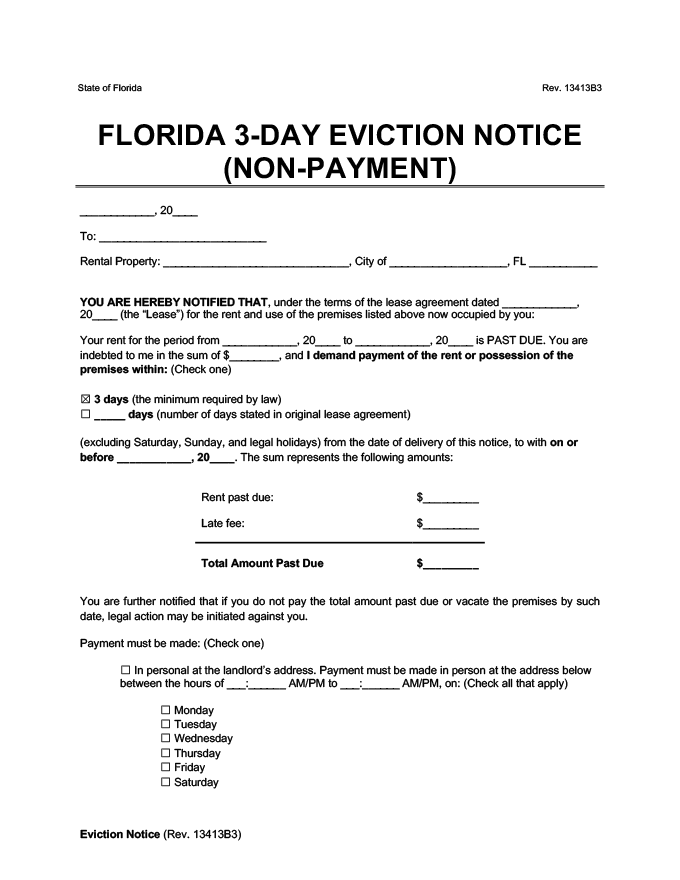 State of Florida Rev. 13413B3
FLORIDA 3-DAY EVICTION NOTICE
(NON-PAYMENT)
____________, 20____
To: ___________________________
Rental Property: ______________________________, City of ___________________, FL ___________
YOU ARE HEREBY NOTIFIED THAT, under the terms of the lease agreement dated ____________,
20____ (the “Lease”) for the rent and use of the premises listed above now occupied by you:
Your rent for the period from ____________, 20____ to ____________, 20____ is PAST DUE. You are
indebted to me in the sum of $________, and I demand payment of the rent or possession of the
premises within: (Check one)
☒ 3 days (the minimum required by law)
☐ _____ days (number of days stated in original lease agreement)
(excluding Saturday, Sunday, and legal holidays) from the date of delivery of this notice, to with on or
before ____________, 20____. The sum represents the following amounts:
Rent past due: $_________
Late fee: $_________
Total Amount Past Due $_________
You are further notified that if you do not pay the total amount past due or vacate the premises by such
date, legal action may be initiated against you.
Payment must be made: (Check one)
☐ In personal at the landlord’s address. Payment must be made in person at the address below
between the hours of ___:______ AM/PM to ___:______ AM/PM, on: (Check all that apply)
☐ Monday
☐ Tuesday
☐ Wednesday
☐ Thursday
☐ Friday
☐ Saturday
Eviction Notice (Rev. 13413B3)